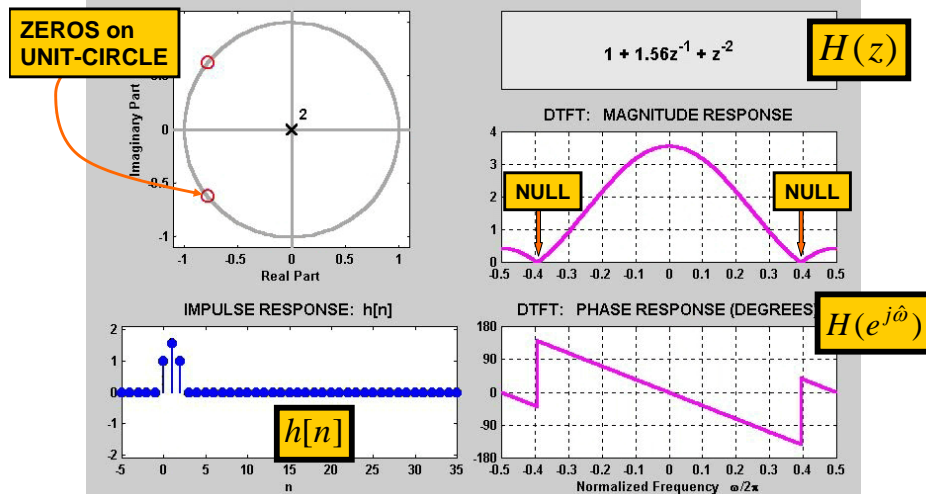 ZEROS on
UNIT-CIRCLE
Imaginary Part
0
-0.5
-1
2
-1 -0.5 0 0.5 1
Real Part
1 + 1.56z⁻¹ + z⁻²
H(z)
DTFT: MAGNITUDE RESPONSE
4
3
2
1
0
NULL
NULL
-0.5 -0.4 -0.3 -0.2 -0.1 0 0.1 0.2 0.3 0.4 0.5
IMPULSE RESPONSE: h[n]
2
1
0
-1
-2
h[n]
-5 0 5 10 15 20 25 30 35
n
DTFT: PHASE RESPONSE (DEGREES)
H(e^{jω̂})
180
90
0
-90
-180
-0.5 -0.4 -0.3 -0.2 -0.1 0 0.1 0.2 0.3 0.4 0.5
Normalized Frequency ω/2π